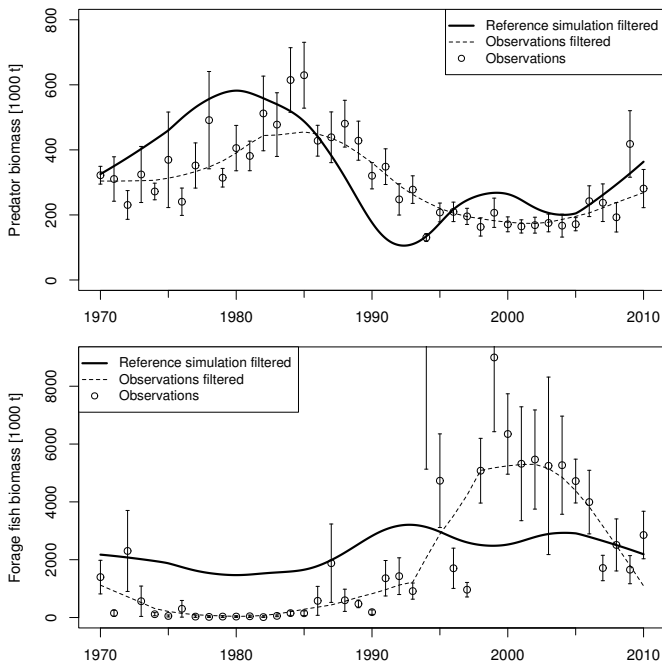 800
600
400
200
0
Predator biomass [1000 t]
Reference simulation filtered
Observations filtered
Observations
1970
1980
1990
2000
2010
8000
6000
4000
2000
0
Forage fish biomass [1000 t]
Reference simulation filtered
Observations filtered
Observations
1970
1980
1990
2000
2010